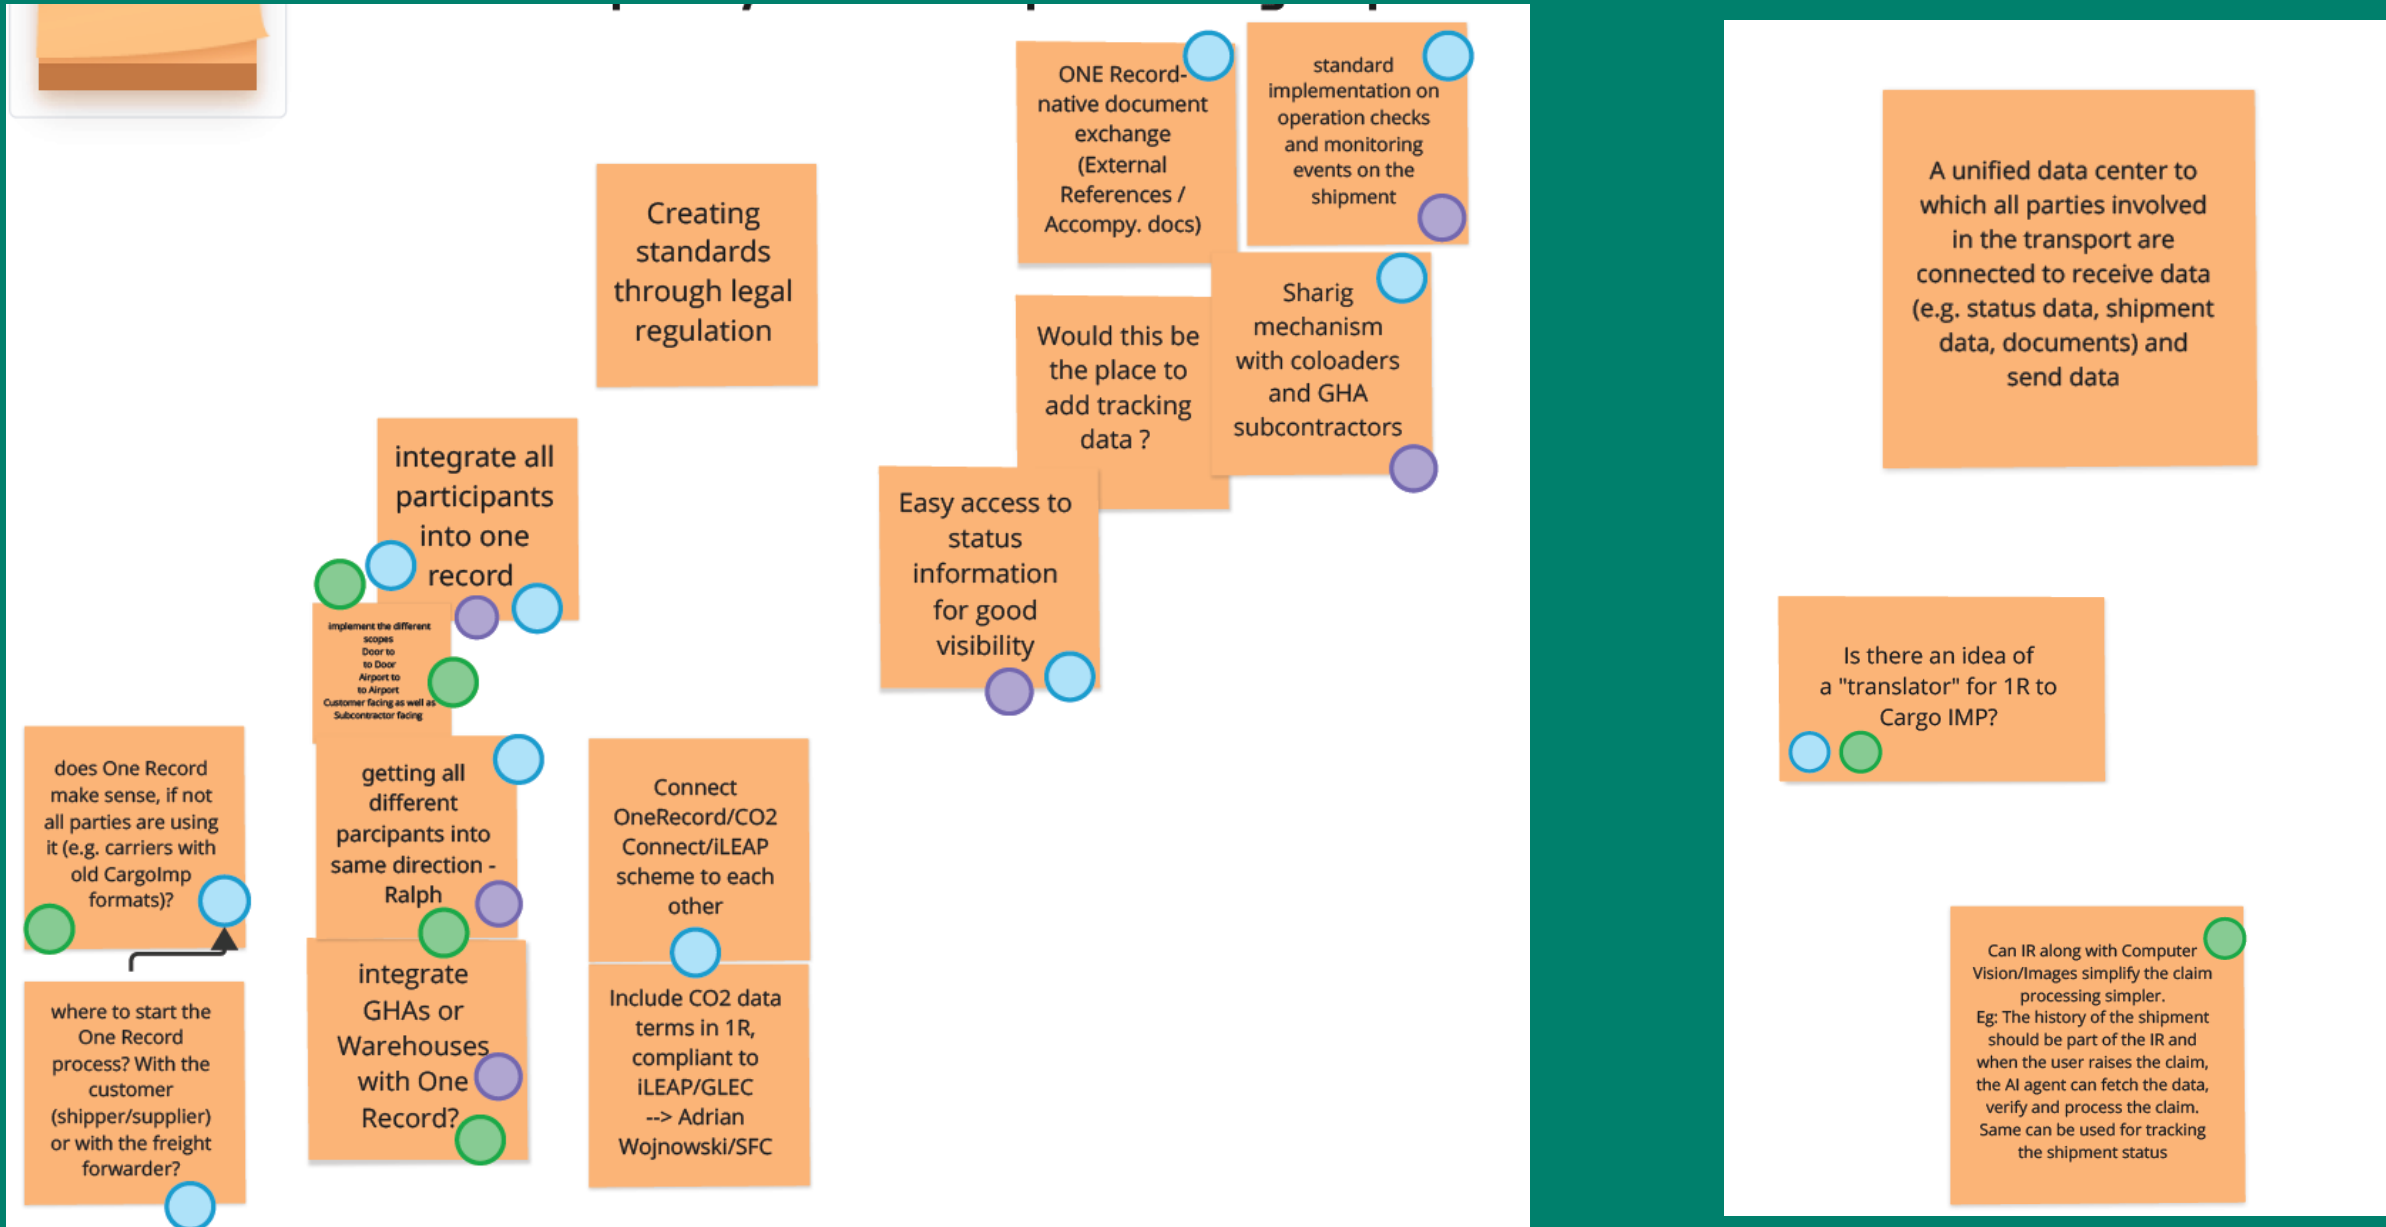 ONE Record-
native document
exchange
(External
References /
Accompy. docs)
standard
implementation on
operation checks
and monitoring
events on the
shipment
Creating
standards
through legal
regulation
Would this be
the place to
add tracking
data ?
Sharig
mechanism
with coloaders
and GHA
subcontractors
integrate all
participants
into one
record
Easy access to
status
information
for good
visibility
implement the different
scopes
Door to
to Door
Airport to
to Airport
Customer facing as well as
Subcontractor facing
does One Record
make sense, if not
all parties are using
it (e.g. carriers with
old CargoImp
formats)?
getting all
different
parcipants into
same direction -
Ralph
Connect
OneRecord/CO2
Connect/iLEAP
scheme to each
other
where to start the
One Record
process? With the
customer
(shipper/supplier)
or with the freight
forwarder?
integrate
GHAs or
Warehouses
with One
Record?
Include CO2 data
terms in 1R,
compliant to
iLEAP/GLEC
--> Adrian
Wojnowski/SFC
A unified data center to
which all parties involved
in the transport are
connected to receive data
(e.g. status data, shipment
data, documents) and
send data
Is there an idea of
a "translator" for 1R to
Cargo IMP?
Can IR along with Computer
Vision/Images simplify the claim
processing simpler.
Eg: The history of the shipment
should be part of the IR and
when the user raises the claim,
the AI agent can fetch the data,
verify and process the claim.
Same can be used for tracking
the shipment status